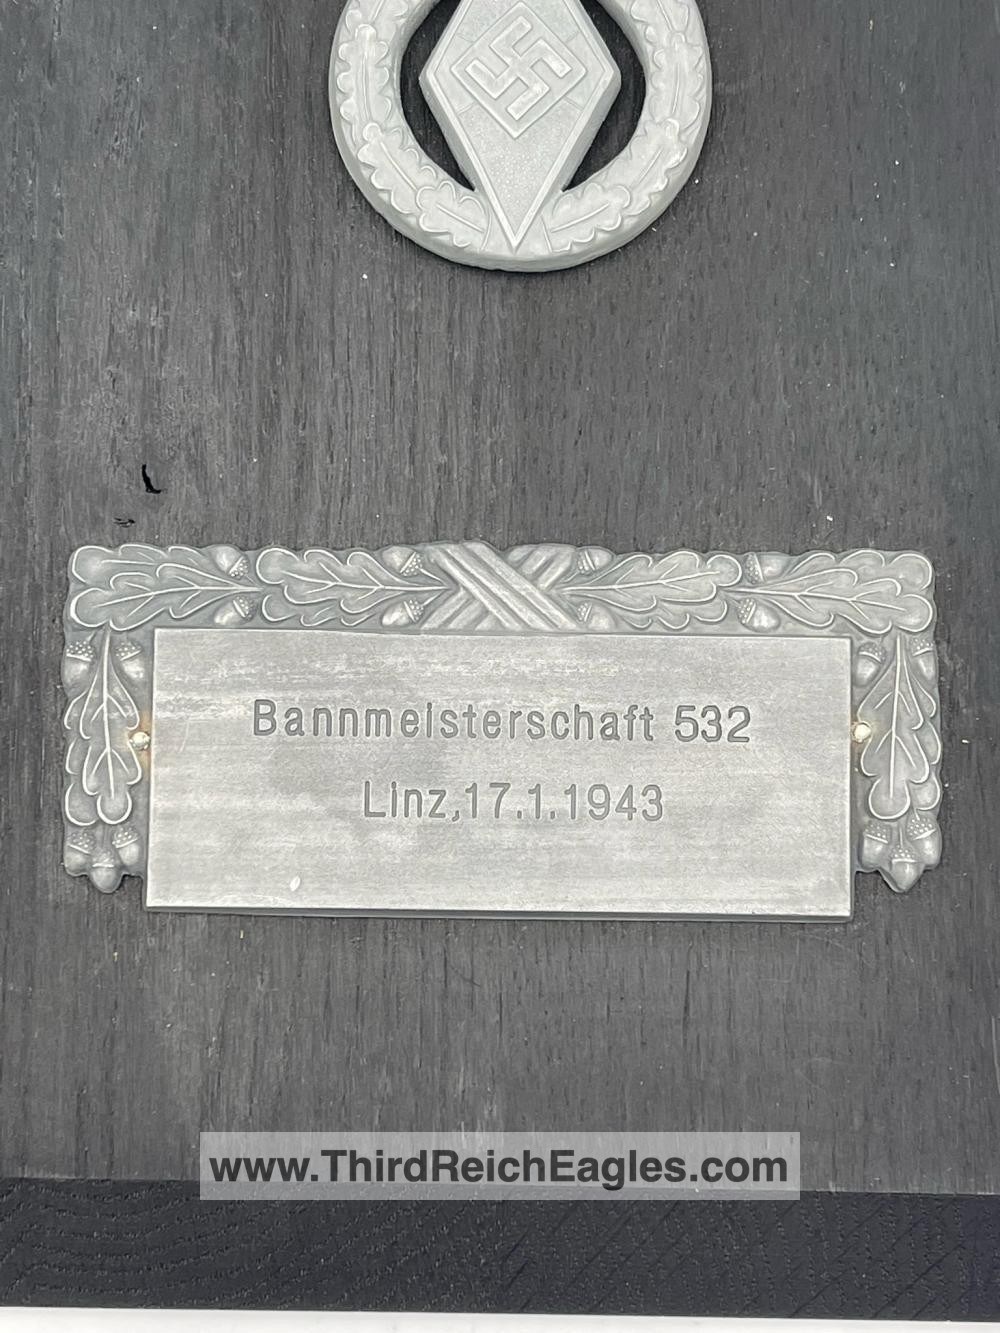 Bannmeisterschaft 532
Linz,17.1.1943
www.ThirdReichEagles.com